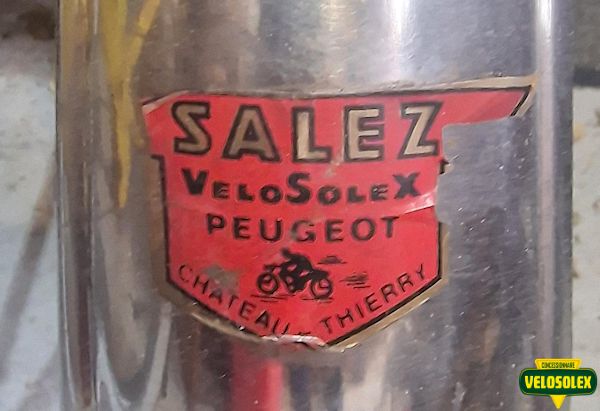 SALEZ
VELOSOLEX
PEUGEOT
CHATEAU - THIERRY
CONCESSIONNAIRE
VELOSOLEX